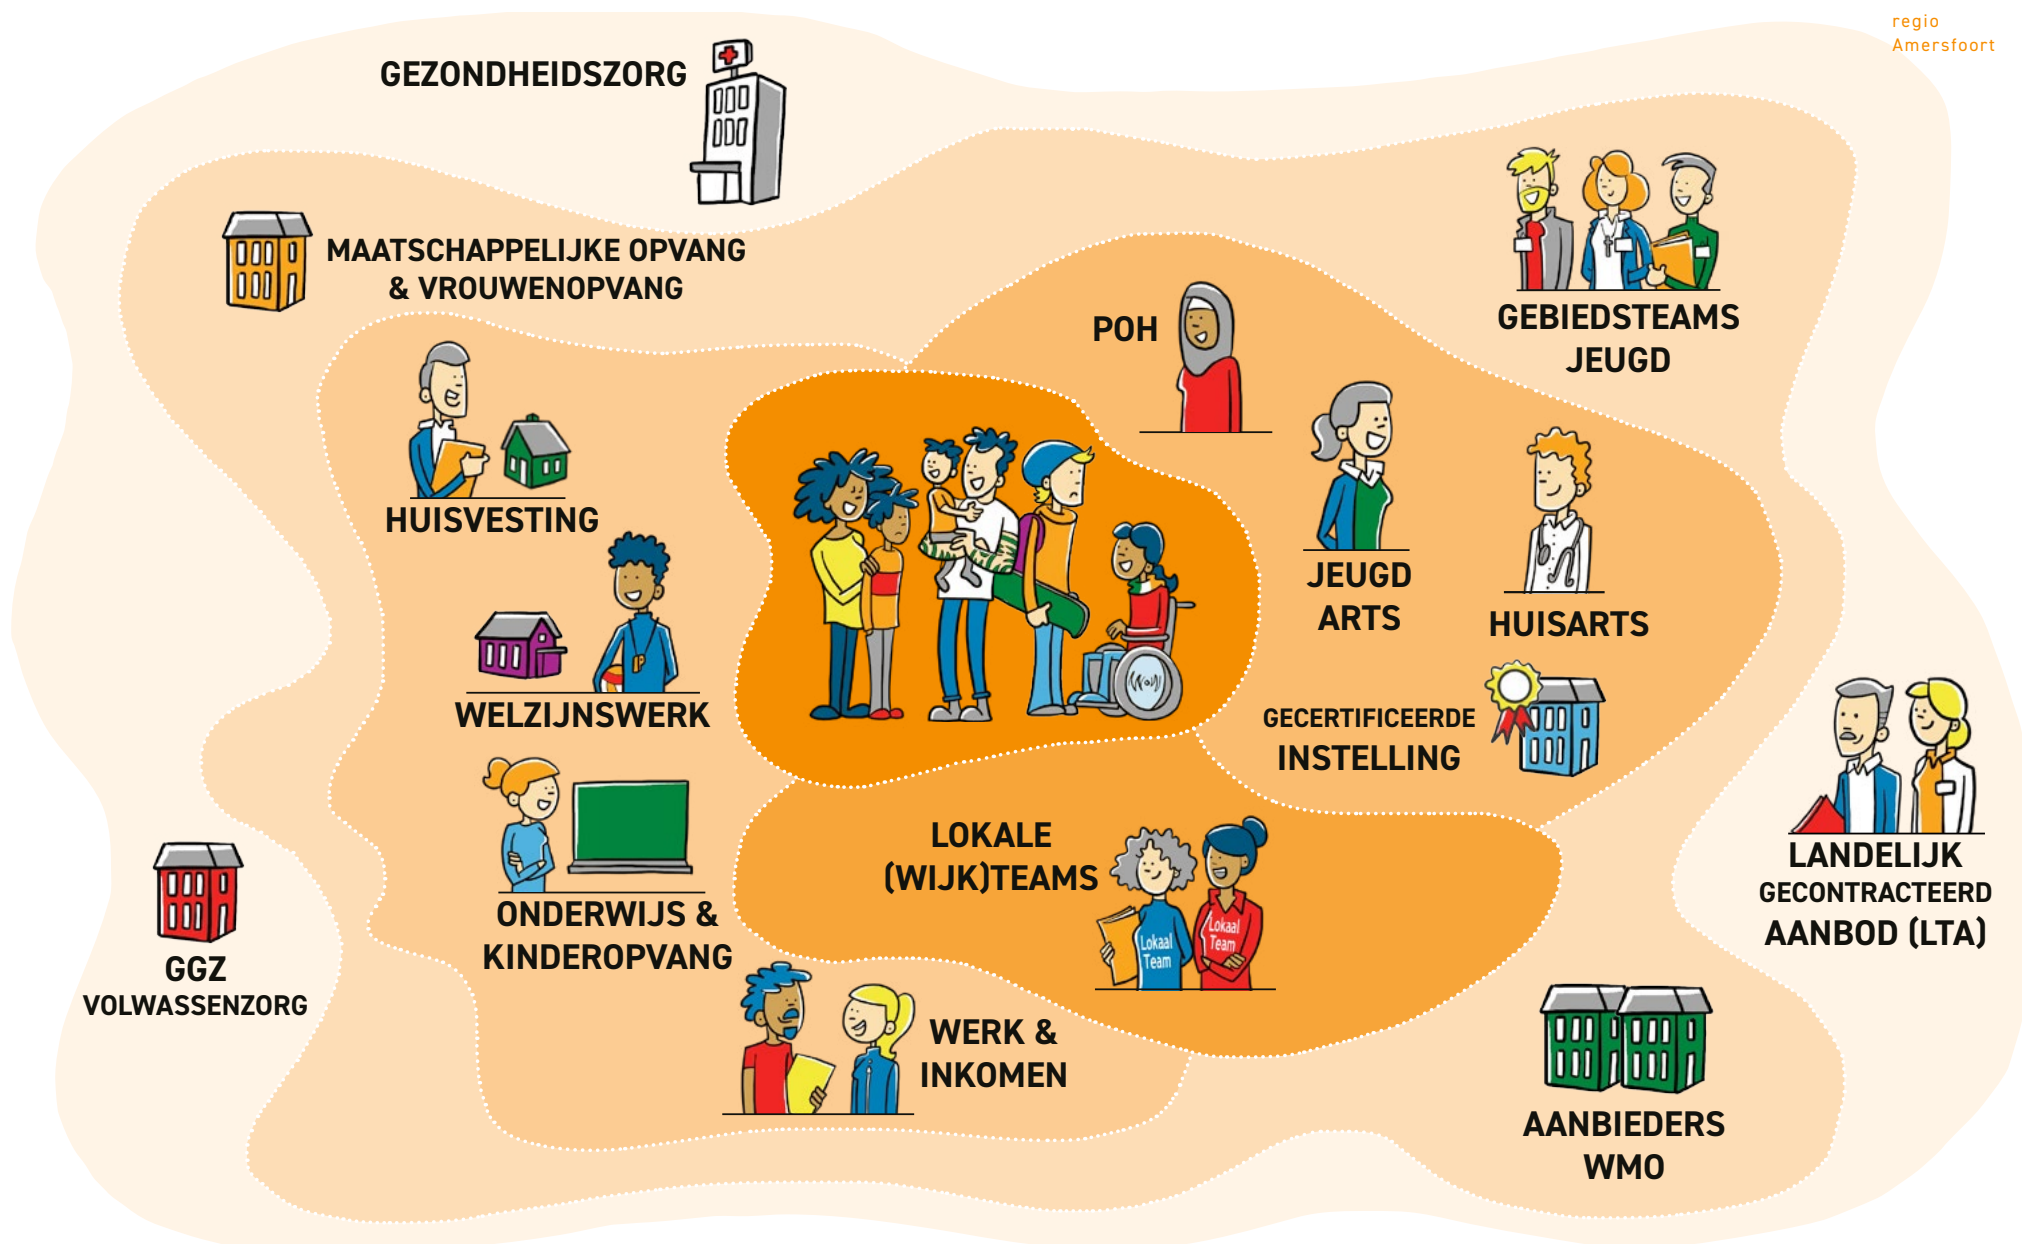 regio
Amersfoort
GEZONDHEIDSZORG
MAATSCHAPPELIJKE OPVANG
& VROUWENOPVANG
GEBIEDSTEAMS
JEUGD
POH
HUISVESTING
JEUGD
ARTS
HUISARTS
WELZIJNSWERK
GECERTIFICEERDE
INSTELLING
LOKALE
(WIJK)TEAMS
Lokaal
Team
Lokaal
Team
LANDELIJK
GECONTRACTEERD
AANBOD (LTA)
ONDERWIJS &
KINDEROPVANG
GGZ
VOLWASSENZORG
WERK &
INKOMEN
AANBIEDERS
WMO